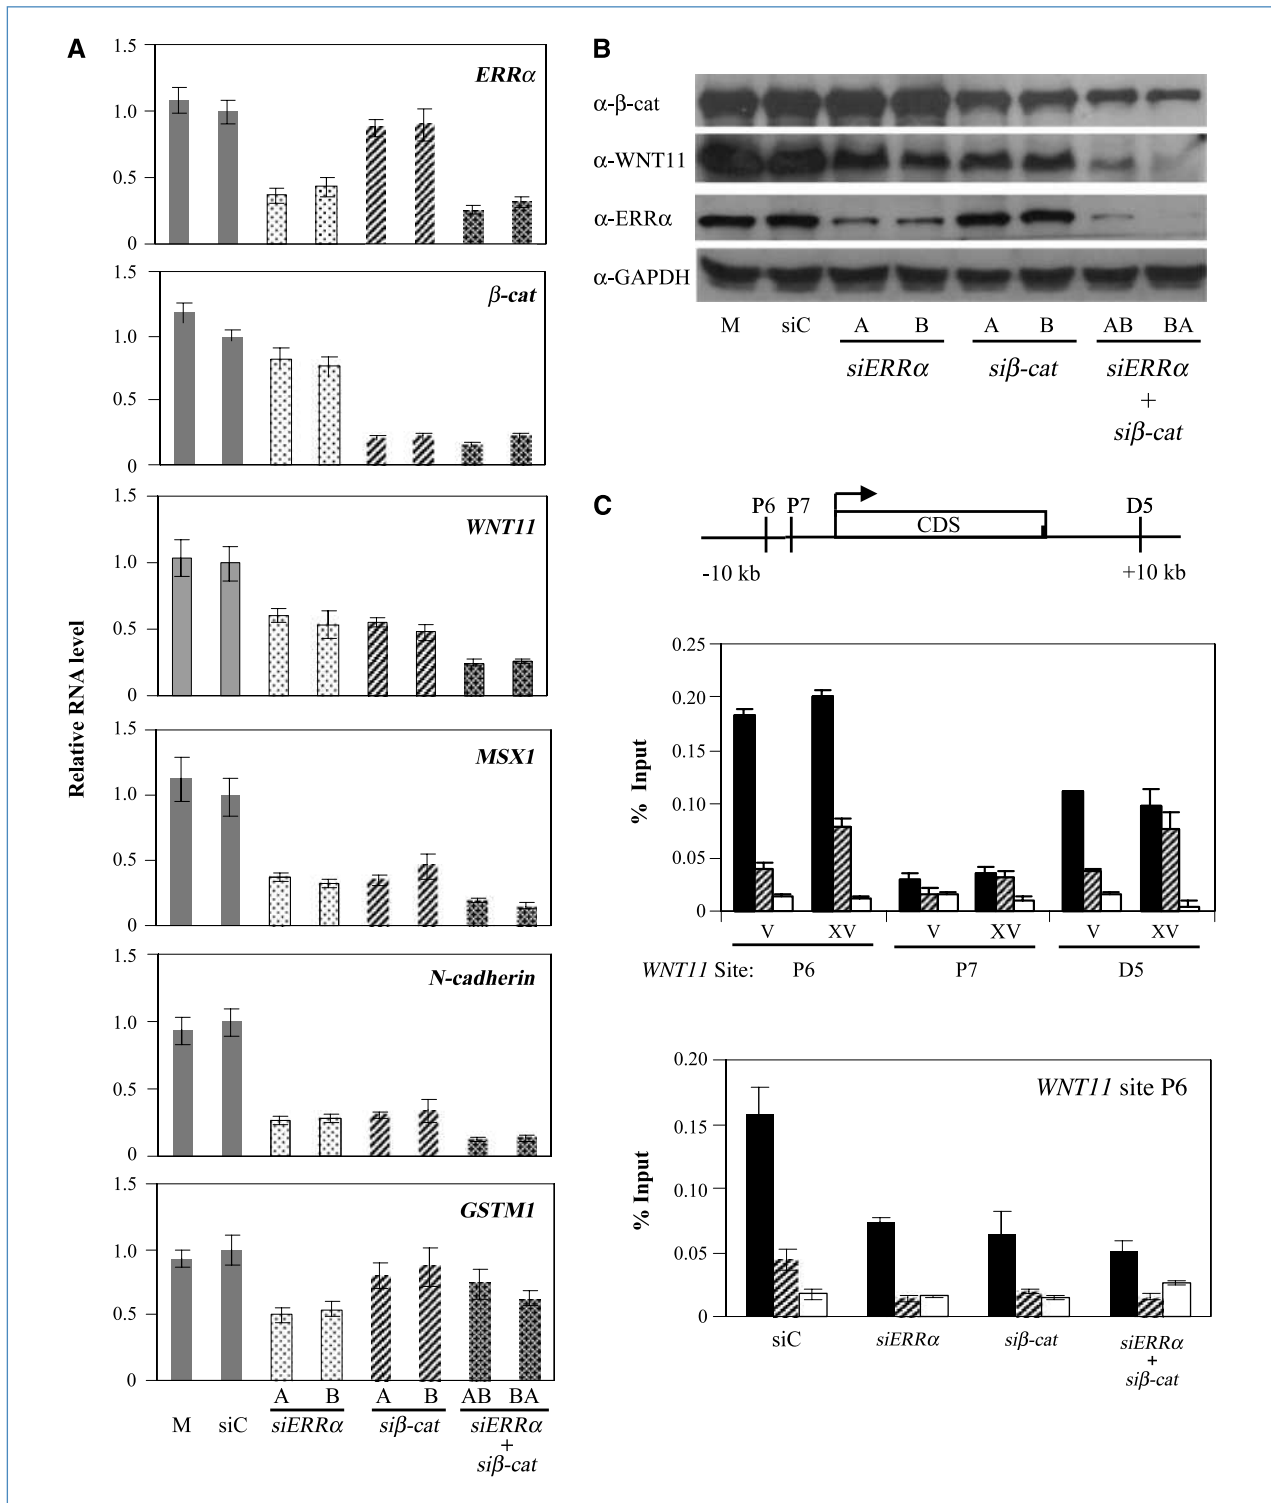 A
Relative RNA level
1.5
1.0
0.5
0
ERRα
1.5
1.0
0.5
0
β-cat
1.5
1.0
0.5
0
WNT11
1.5
1.0
0.5
0
MSX1
1.5
1.0
0.5
0
N-cadherin
1.5
1.0
0.5
0
GSTM1
A B A B AB BA
M siC siERRα siβ-cat siERRα
+
siβ-cat
B
α-β-cat
α-WNT11
α-ERRα
α-GAPDH
M siC A B A B AB BA
siERRα siβ-cat siERRα
+
siβ-cat
C
P6 P7 D5
CDS
-10 kb +10 kb
% Input
0.25
0.20
0.15
0.10
0.05
0
V XV V XV V XV
WNT11 Site: P6 P7 D5
% Input
0.20
0.15
0.10
0.05
0
WNT11 site P6
siC siERRα siβ-cat siERRα
+
siβ-cat